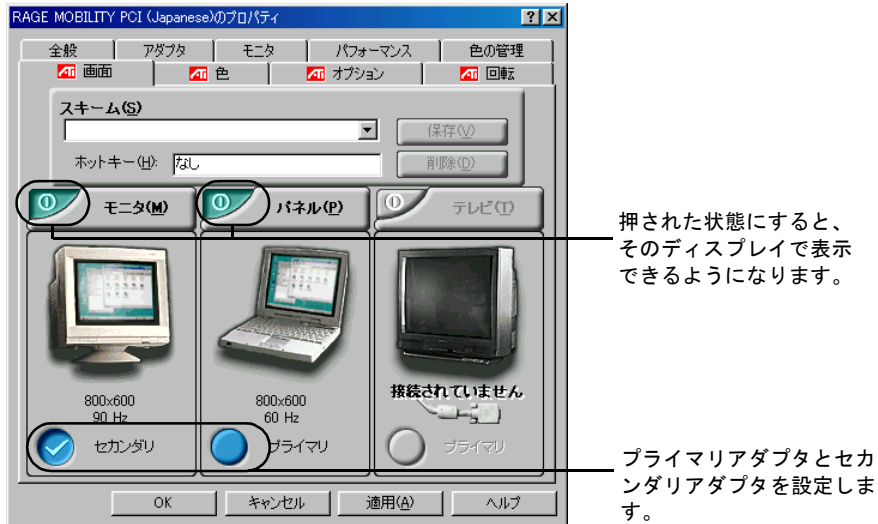 RAGE MOBILITY PCI (Japanese)のプロパティ
全般 アダプタ モニタ パフォーマンス 色の管理
ATI 画面 ATI 色 ATI オプション ATI 回転
スキーム(S)
保存(V)
ホットキー(H): なし 削除(D)
モニタ(M) パネル(P) テレビ(T)
800x600
90 Hz
セカンダリ
800x600
60 Hz
プライマリ
接続されていません
プライマリ
OK キャンセル 適用(A) ヘルプ
押された状態にすると、
そのディスプレイで表示
できるようになります。
プライマリアダプタとセカ
ンダリアダプタを設定しま
す。